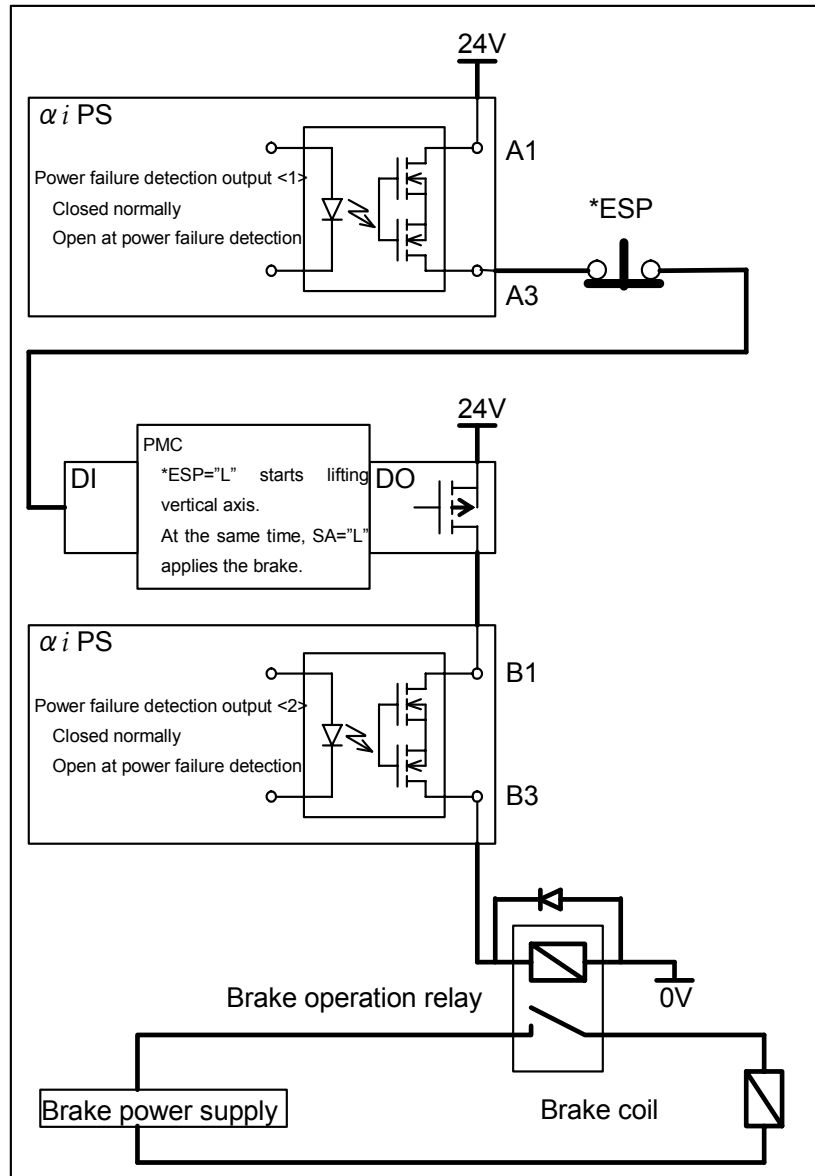 24V
α i PS
A1
Power failure detection output <1>
Closed normally
Open at power failure detection
*ESP
A3
24V
PMC
DI
*ESP="L" starts lifting
DO
vertical axis.
At the same time, SA="L"
applies the brake.
α i PS
B1
Power failure detection output <2>
Closed normally
Open at power failure detection
B3
Brake operation relay
0V
Brake power supply
Brake coil